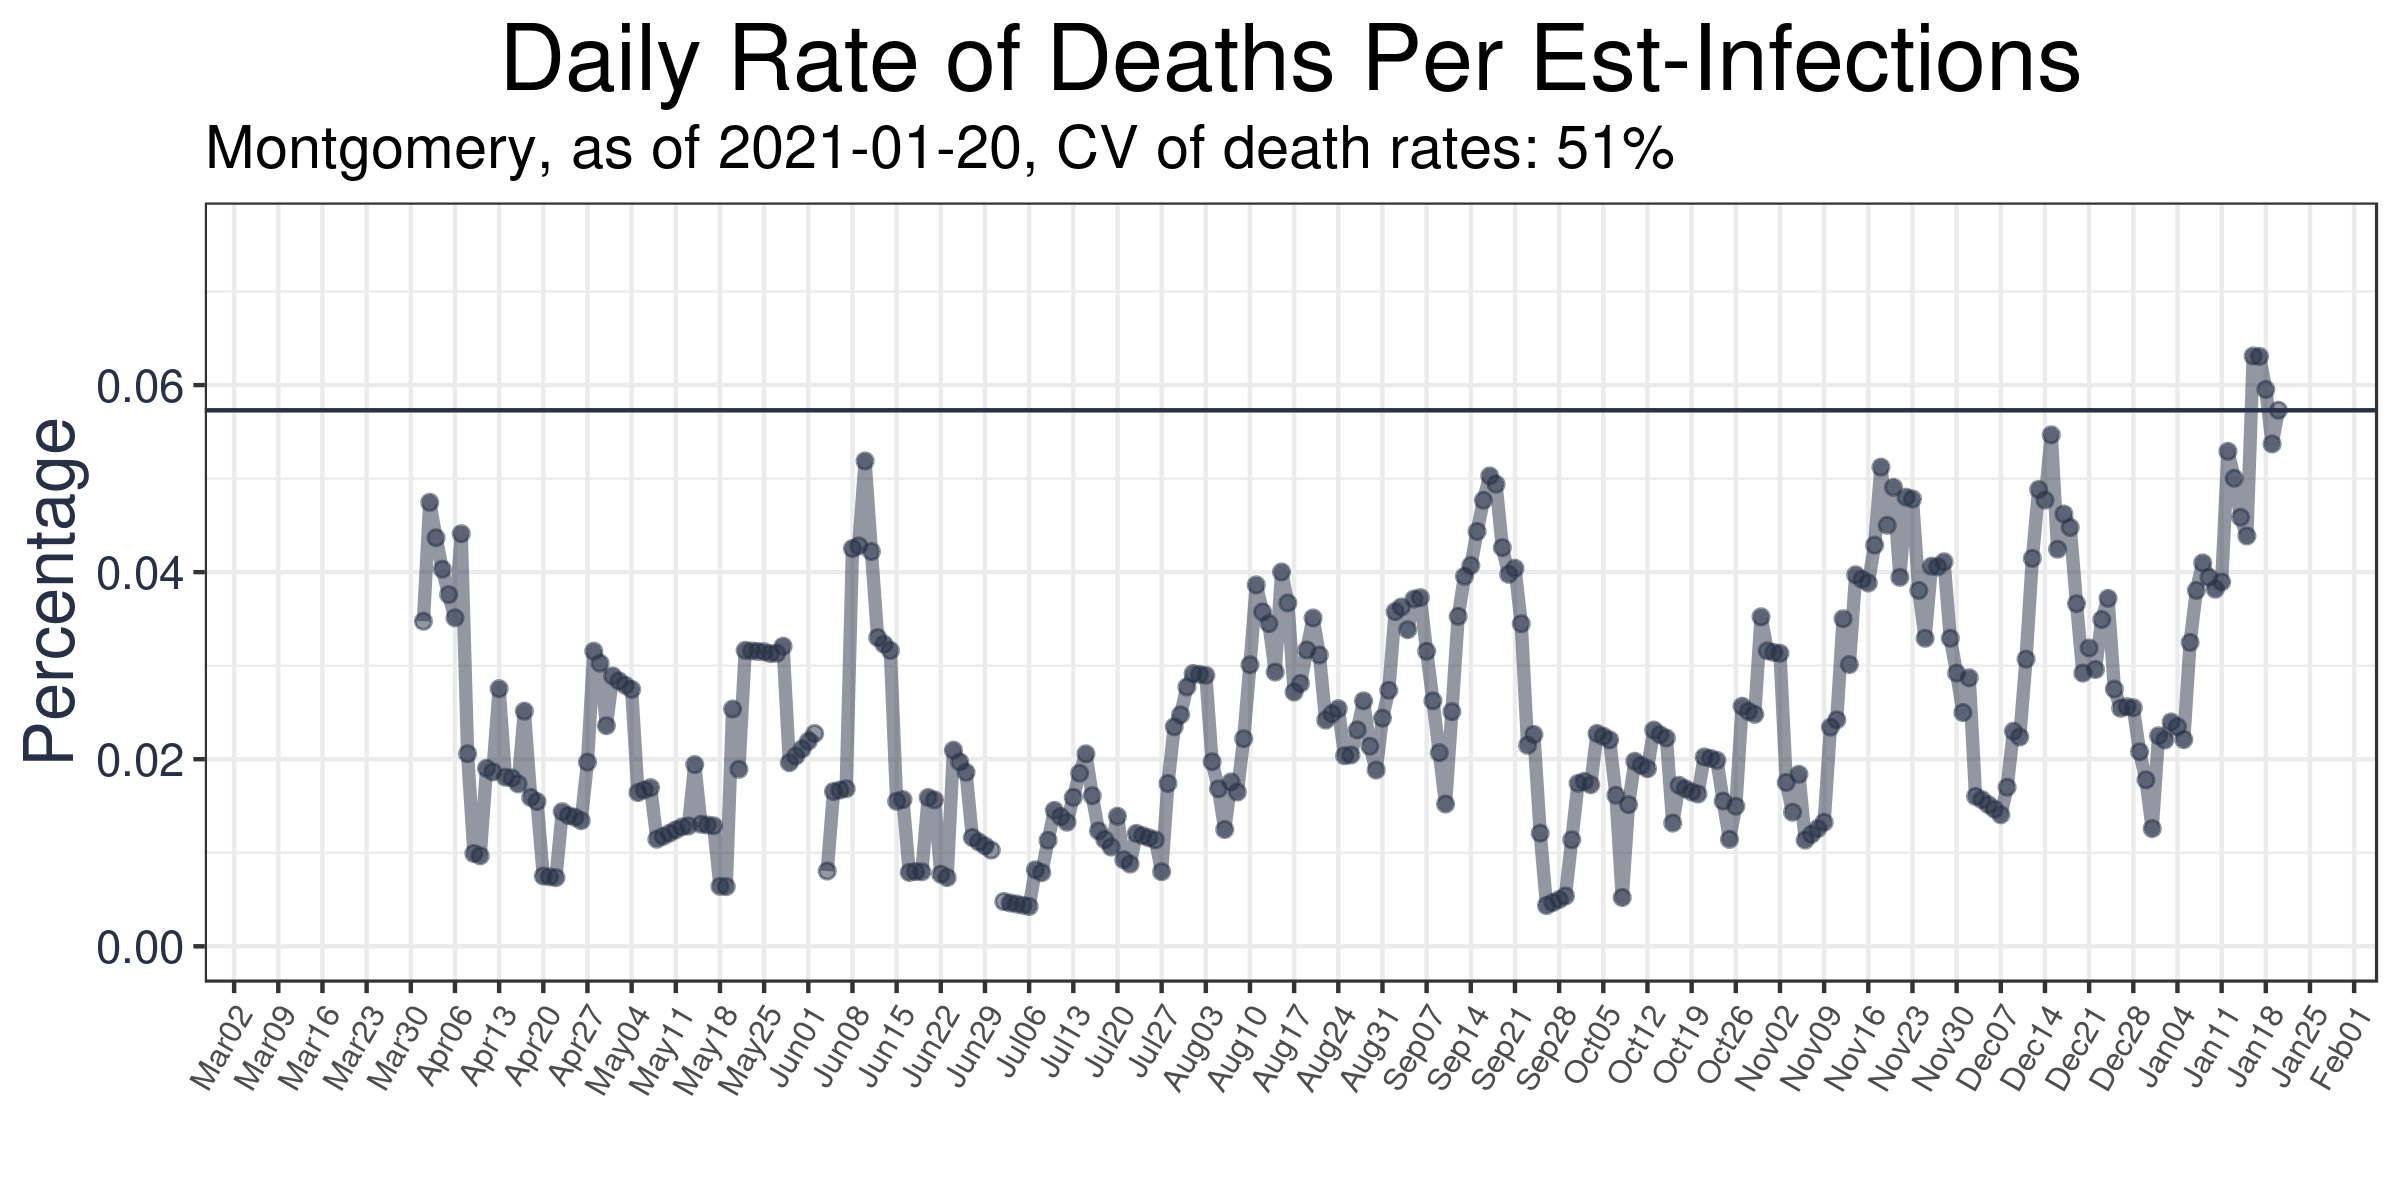 Daily Rate of Deaths Per Est-Infections
Montgomery, as of 2021-01-20, CV of death rates: 51%
Percentage
0.06
0.04
0.02
0.00
Mar02
Mar09
Mar16
Mar23
Mar30
Apr06
Apr13
Apr20
Apr27
May04
May11
May18
May25
Jun01
Jun08
Jun15
Jun22
Jun29
Jul06
Jul13
Jul20
Jul27
Aug03
Aug10
Aug17
Aug24
Aug31
Sep07
Sep14
Sep21
Sep28
Oct05
Oct12
Oct19
Oct26
Nov02
Nov09
Nov16
Nov23
Nov30
Dec07
Dec14
Dec21
Dec28
Jan04
Jan11
Jan18
Jan25
Feb01